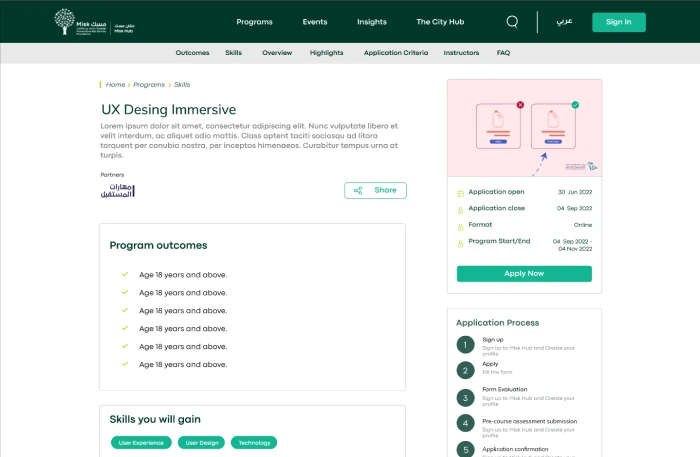 مسك Misk
مكان مسك
Misk Hub
Programs
Events
Insights
The City Hub
عربي
Sign in
Outcomes
Skills
Overview
Highlights
Application Criteria
Instructors
FAQ
Home > Programs > Skills
UX Desing Immersive
Lorem ipsum dolor sit amet, consectetur adipiscing elit. Nunc vulputate libero et
velit interdum, ac aliquet odio mattis. Class aptent taciti sociosqu ad litora
torquent per conubia nostra, per inceptos himenaeos. Curabitur tempus urna at
turpis.
Partners
مهارات
المستقبل
Share
Program outcomes
Age 18 years and above.
Age 18 years and above.
Age 18 years and above.
Age 18 years and above.
Age 18 years and above.
Age 18 years and above.
Skills you will gain
User Experience
User Design
Technology
Application open 30 Jun 2022
Application close 04 Sep 2022
Format Online
Program Start/End 04 Sep 2022 -
04 Nov 2022
Apply Now
Application Process
1 Sign up
Sign up to Misk Hub and Create your
profile
2 Apply
Fill the form
3 Form Evaluation
Sign up to Misk Hub and Create your
profile
4 Pre-course assessment submission
Sign up to Misk Hub and Create your
profile
5 Application confirmation
Sign up to Misk Hub and Create your